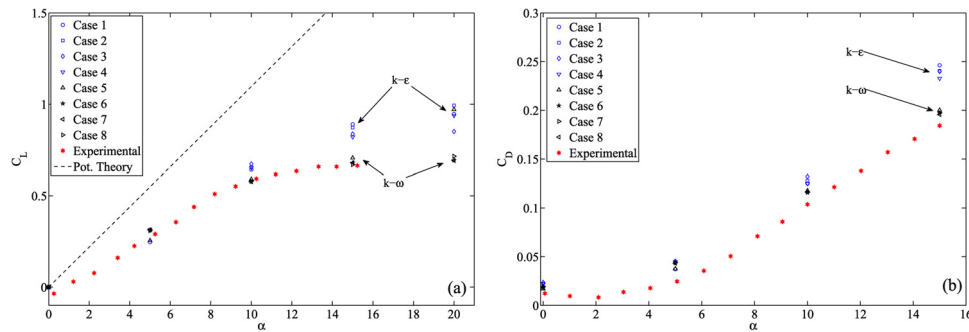 1.5
1
0.5
0
C_L
0 2 4 6 8 10 12 14 16 18 20
α
Case 1
Case 2
Case 3
Case 4
Case 5
Case 6
Case 7
Case 8
Experimental
Pot. Theory
k−ε
k−ω
(a)
0.3
0.25
0.2
0.15
0.1
0.05
0
C_D
0 2 4 6 8 10 12 14 16
α
Case 1
Case 2
Case 3
Case 4
Case 5
Case 6
Case 7
Case 8
Experimental
k−ε
k−ω
(b)